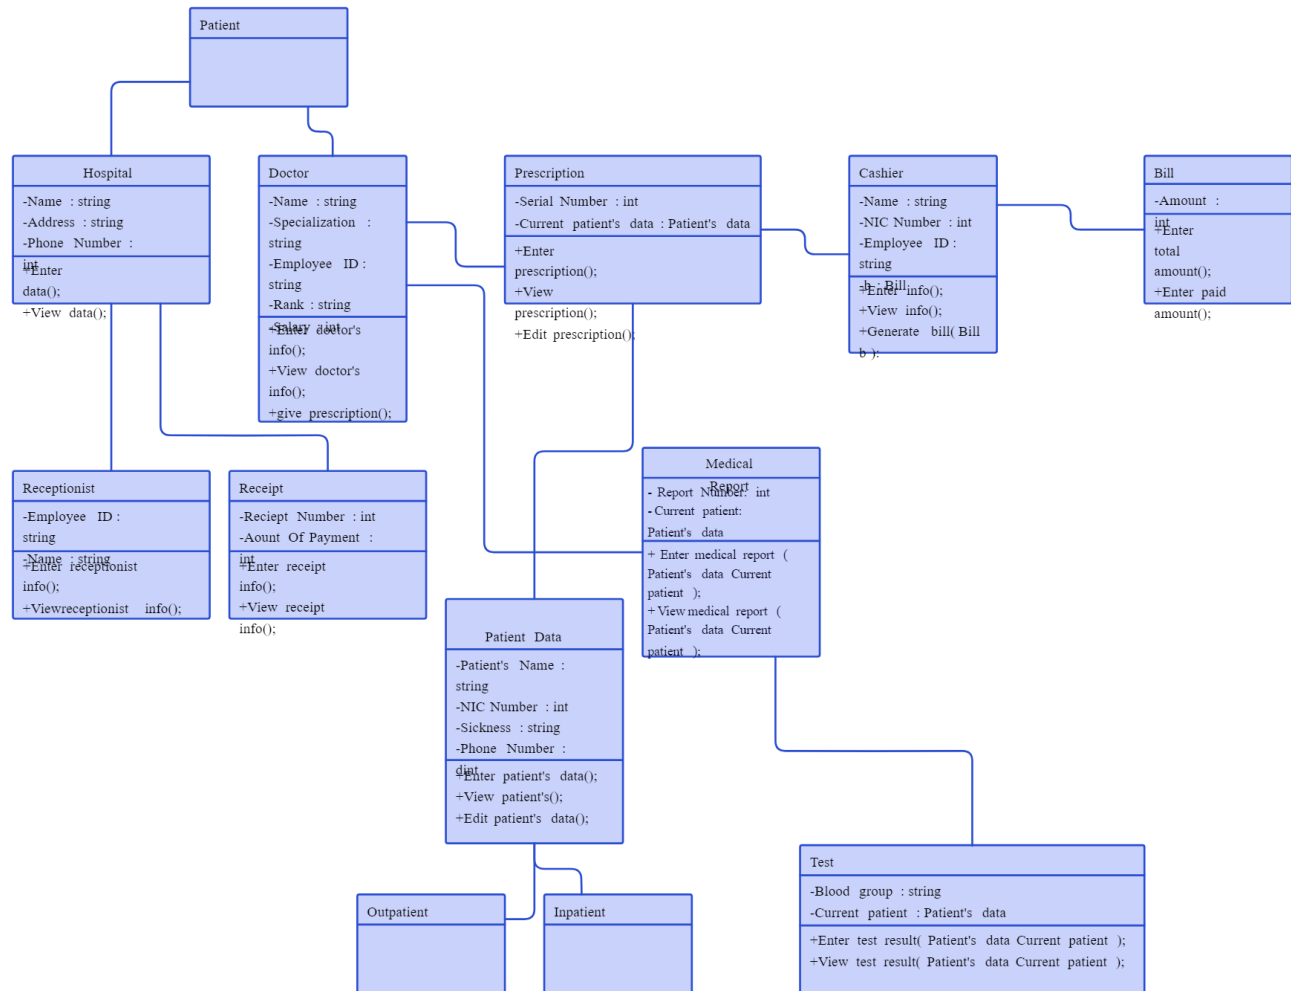 Patient
Hospital
-Name : string
-Address : string
-Phone Number :
int
+Enter
data();
+View data();
Doctor
-Name : string
-Specialization :
string
-Employee ID :
string
-Rank : string
-Salary : int
+Enter doctor's
info();
+View doctor's
info();
+give prescription();
Prescription
-Serial Number : int
-Current patient's data : Patient's data
+Enter
prescription();
+View
prescription();
+Edit prescription();
Cashier
-Name : string
-NIC Number : int
-Employee ID :
string
-b : Bill
+Enter info();
+View info();
+Generate bill( Bill
b );
Bill
-Amount :
int
+Enter
total
amount();
+Enter paid
amount();
Receptionist
-Employee ID :
string
-Name : string
+Enter receptionist
info();
+Viewreceptionist info();
Receipt
-Reciept Number : int
-Aount Of Payment :
int
+Enter receipt
info();
+View receipt
info();
Medical
Report
- Report Number: int
- Current patient:
Patient's data
+ Enter medical report (
Patient's data Current
patient );
+ View medical report (
Patient's data Current
patient );
Patient Data
-Patient's Name :
string
-NIC Number : int
-Sickness : string
-Phone Number :
dint
+Enter patient's data();
+View patient's();
+Edit patient's data();
Outpatient
Inpatient
Test
-Blood group : string
-Current patient : Patient's data
+Enter test result( Patient's data Current patient );
+View test result( Patient's data Current patient );